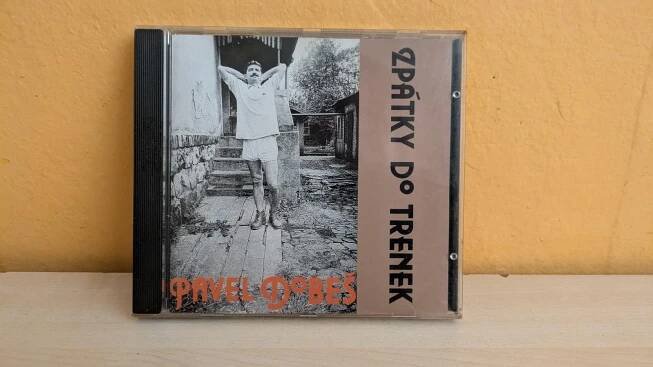 ZPÁTKY DO TRENEK
PAVEL DOBEŠ